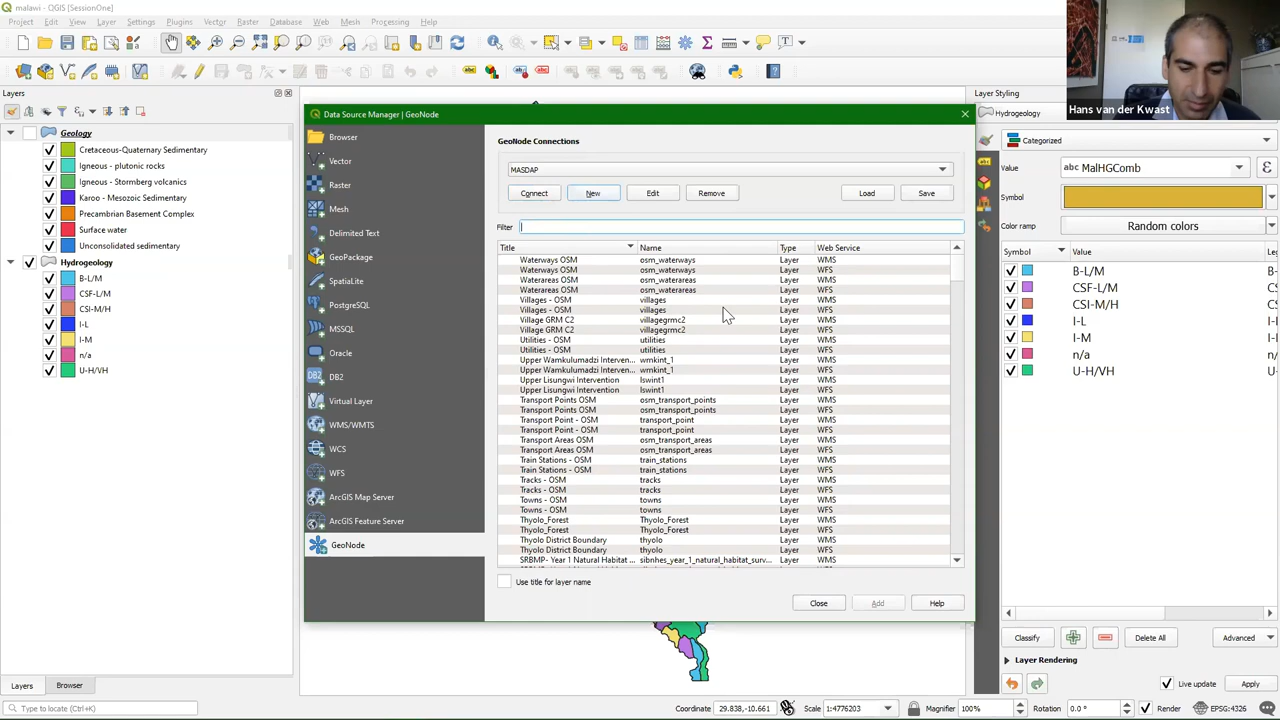 malawi - QGIS [SessionOne]
Project Edit View Layer Settings Plugins Vector Raster Database Web Mesh Processing Help
Hans van der Kwast
Layers
Geology
Cretaceous-Quaternary Sedimentary
Igneous - plutonic rocks
Igneous - Stormberg volcanics
Karoo - Mesozoic Sedimentary
Precambrian Basement Complex
Surface water
Unconsolidated sedimentary
Hydrogeology
B-L/M
CSF-L/M
CSI-M/H
I-L
I-M
n/a
U-H/VH
Layers Browser
Data Source Manager | GeoNode
Browser
Vector
Raster
Mesh
Delimited Text
GeoPackage
SpatiaLite
PostgreSQL
MSSQL
Oracle
DB2
Virtual Layer
WMS/WMTS
WCS
WFS
ArcGIS Map Server
ArcGIS Feature Server
GeoNode
GeoNode Connections
MASDAP
Connect New Edit Remove Load Save
Filter
Title Name Type Web Service
Waterways OSM osm_waterways Layer WMS
Waterways OSM osm_waterways Layer WFS
Waterareas OSM osm_waterareas Layer WMS
Waterareas OSM osm_waterareas Layer WFS
Villages - OSM villages Layer WMS
Villages - OSM villages Layer WFS
Village GRM C2 villagegrmc2 Layer WMS
Village GRM C2 villagegrmc2 Layer WFS
Utilities - OSM utilities Layer WMS
Utilities - OSM utilities Layer WFS
Upper Wamkulumadzi Interven... wmkint_1 Layer WMS
Upper Wamkulumadzi Interven... wmkint_1 Layer WFS
Upper Lisungwi Intervention lswint1 Layer WMS
Upper Lisungwi Intervention lswint1 Layer WFS
Transport Points OSM osm_transport_points Layer WMS
Transport Points OSM osm_transport_points Layer WFS
Transport Point - OSM transport_point Layer WMS
Transport Point - OSM transport_point Layer WFS
Transport Areas OSM osm_transport_areas Layer WMS
Transport Areas OSM osm_transport_areas Layer WFS
Train Stations - OSM train_stations Layer WMS
Train Stations - OSM train_stations Layer WFS
Tracks - OSM tracks Layer WMS
Tracks - OSM tracks Layer WFS
Towns - OSM towns Layer WMS
Towns - OSM towns Layer WFS
Thyolo_Forest Thyolo_Forest Layer WMS
Thyolo_Forest Thyolo_Forest Layer WFS
Thyolo District Boundary thyolo Layer WMS
Thyolo District Boundary thyolo Layer WFS
SRBMP- Year 1 Natural Habitat ... sibnhes_year_1_natural_habitat_surv... Layer WMS
Use title for layer name
Close Add Help
Layer Styling
Hydrogeology
Categorized
Value abc MalHGComb
Symbol
Color ramp Random colors
Symbol Value Leg
B-L/M B-
CSF-L/M CS
CSI-M/H CS
I-L I-L
I-M I-M
n/a n/
U-H/VH U-
Classify Delete All Advanced
Layer Rendering
Live update Apply
Type to locate (Ctrl+K)
Coordinate 29.838,-10.661 Scale 1:4776203 Magnifier 100% Rotation 0.0 ° Render EPSG:4326